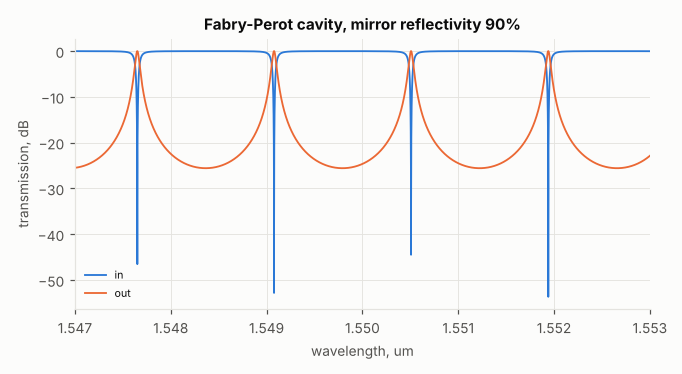 Fabry-Perot cavity, mirror reflectivity 90%
transmission, dB
0
−10
−20
−30
−40
−50
in
out
1.547 1.548 1.549 1.550 1.551 1.552 1.553
wavelength, um